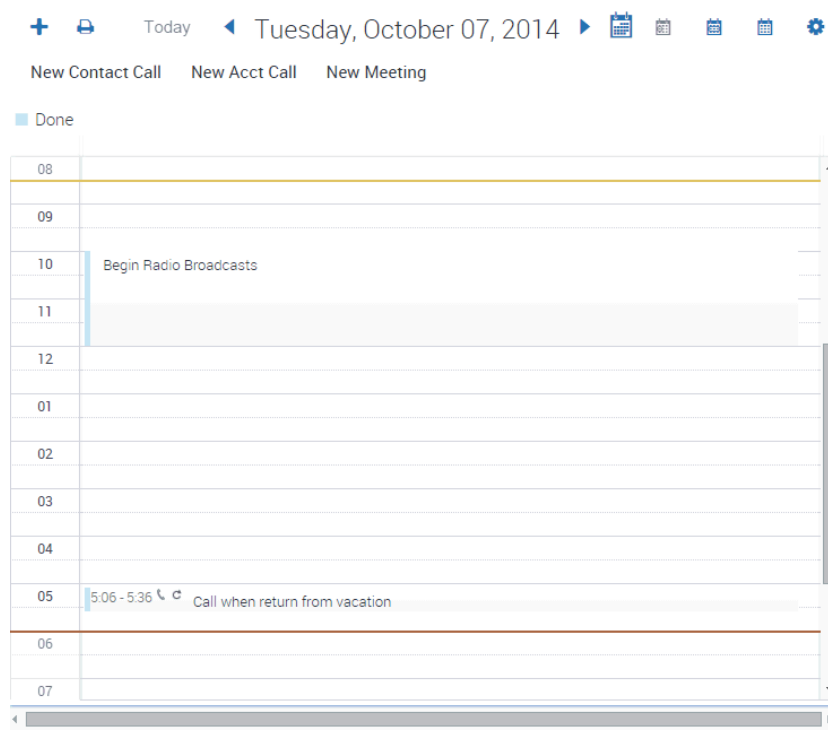 Today Tuesday, October 07, 2014
New Contact Call New Acct Call New Meeting
Done
08
09
10 Begin Radio Broadcasts
11
12
01
02
03
04
05 5:06 - 5:36 Call when return from vacation
06
07